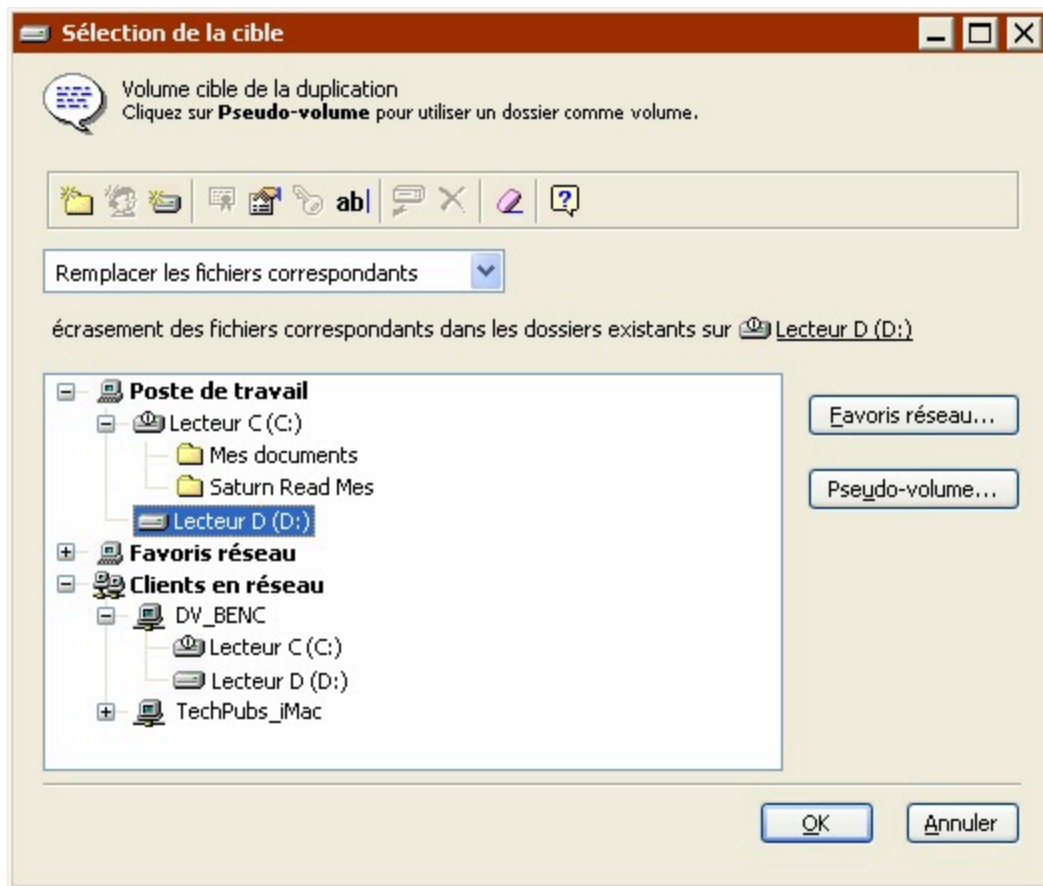 Sélection de la cible
Volume cible de la duplication
Cliquez sur Pseudo-volume pour utiliser un dossier comme volume.
ab|
Remplacer les fichiers correspondants
écrasement des fichiers correspondants dans les dossiers existants sur Lecteur D (D:)
Poste de travail
Lecteur C (C:)
Mes documents
Saturn Read Mes
Lecteur D (D:)
Favoris réseau
Clients en réseau
DV_BENC
Lecteur C (C:)
Lecteur D (D:)
TechPubs_iMac
Favoris réseau...
Pseudo-volume...
OK
Annuler